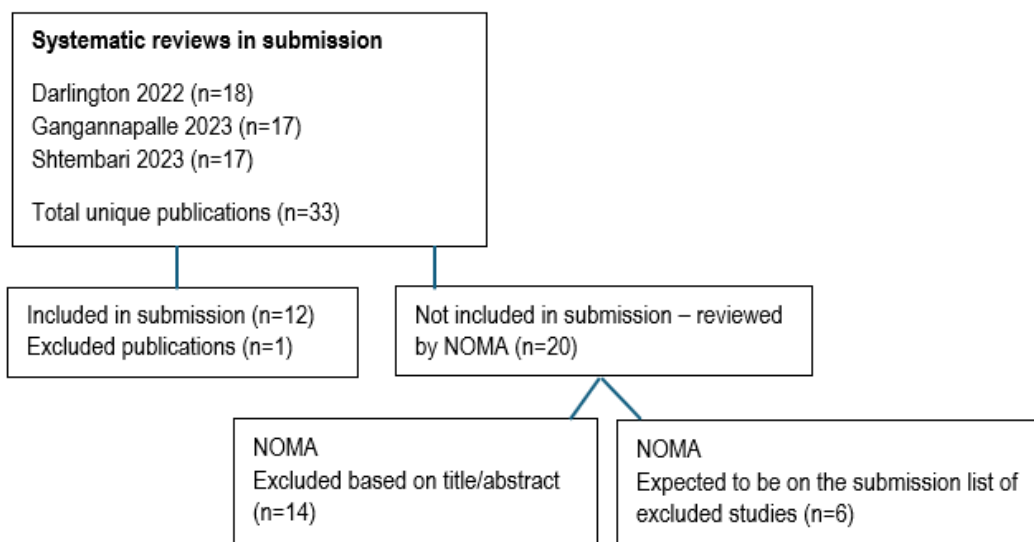 Systematic reviews in submission
Darlington 2022 (n=18)
Gangannapalle 2023 (n=17)
Shtembari 2023 (n=17)
Total unique publications (n=33)
Included in submission (n=12)
Excluded publications (n=1)
Not included in submission – reviewed
by NOMA (n=20)
NOMA
Excluded based on title/abstract
(n=14)
NOMA
Expected to be on the submission list of
excluded studies (n=6)